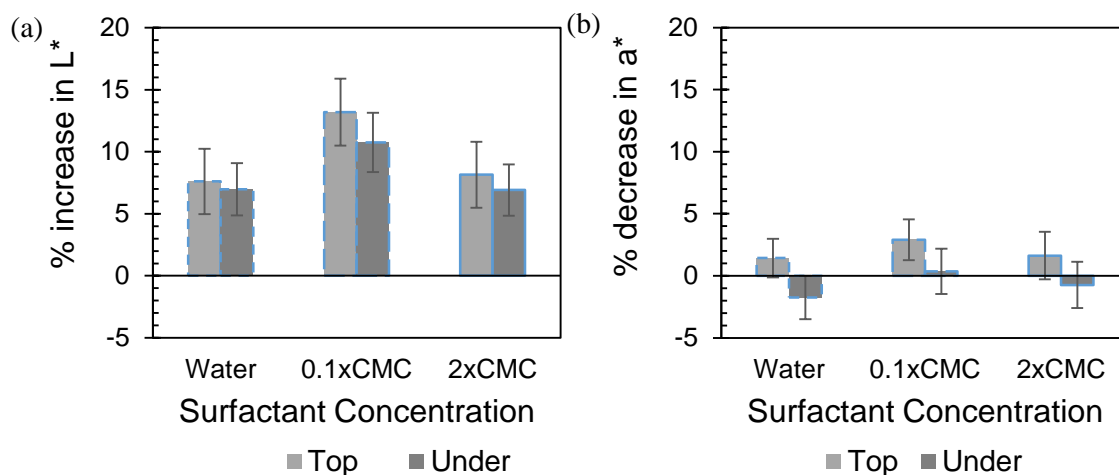 (a)
% increase in L*
20
15
10
5
0
-5
Water 0.1xCMC 2xCMC
Surfactant Concentration
Top Under
(b)
% decrease in a*
20
15
10
5
0
-5
Water 0.1xCMC 2xCMC
Surfactant Concentration
Top Under